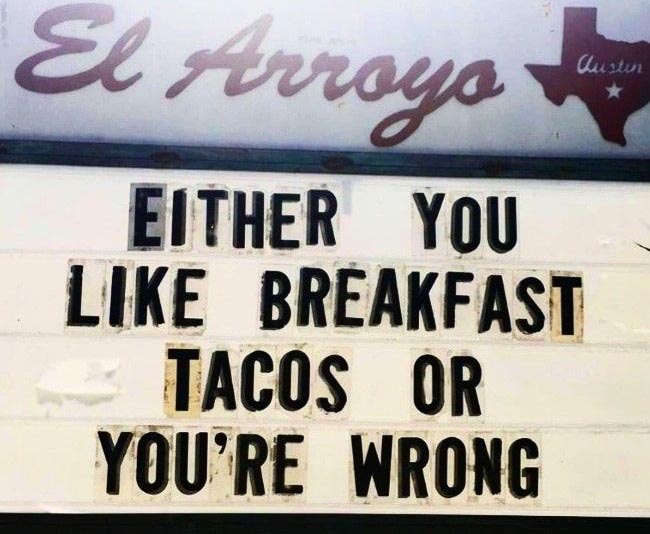 El Arroyo
Austin
EITHER YOU
LIKE BREAKFAST
TACOS OR
YOU'RE WRONG